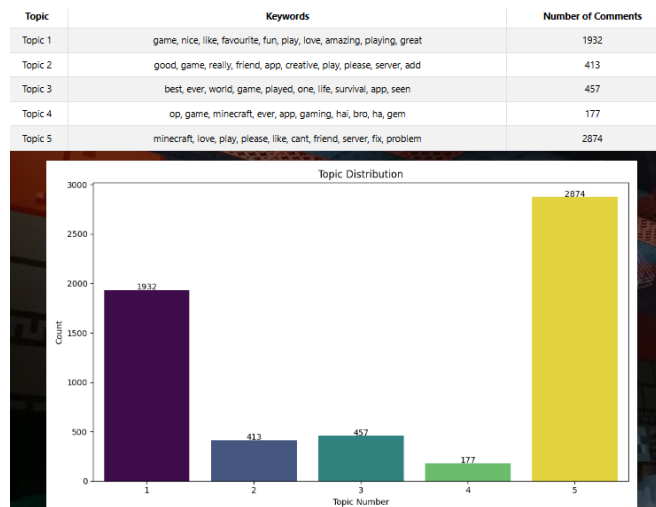 Topic Keywords Number of Comments
Topic 1 game, nice, like, favourite, fun, play, love, amazing, playing, great 1932
Topic 2 good, game, really, friend, app, creative, play, please, server, add 413
Topic 3 best, ever, world, game, played, one, life, survival, app, seen 457
Topic 4 op, game, minecraft, ever, app, gaming, hai, bro, ha, gem 177
Topic 5 minecraft, love, play, please, like, cant, friend, server, fix, problem 2874
Topic Distribution
3000
2874
2500
2000
1932
1500
Count
1000
500
413
457
177
0
1 2 3 4 5
Topic Number